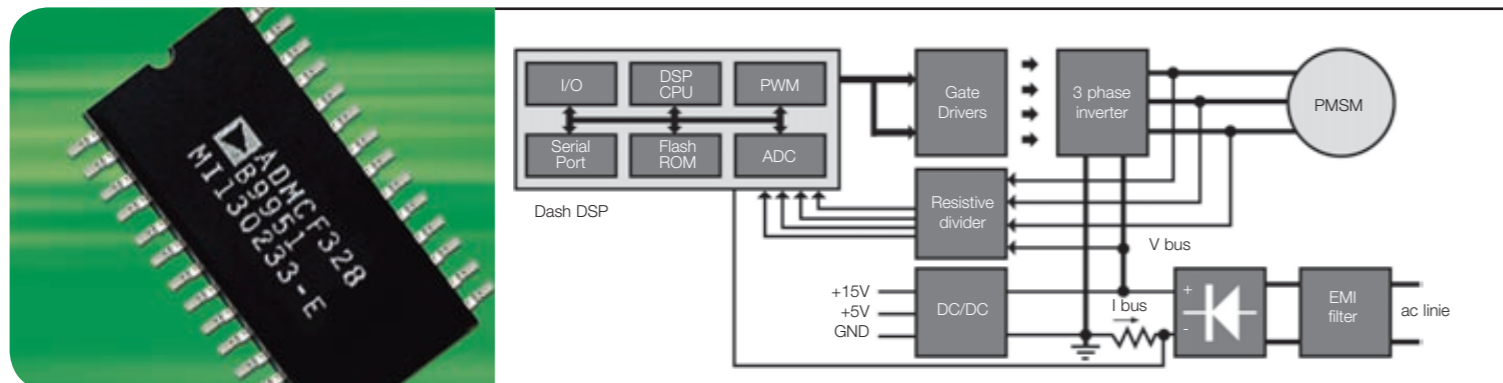 ADMCF328
B99951
MI130233-E
I/O
DSP
CPU
PWM
Serial
Port
Flash
ROM
ADC
Dash DSP
Gate
Drivers
3 phase
inverter
PMSM
Resistive
divider
V bus
+15V
+5V
GND
DC/DC
I bus
+
-
EMI
filter
ac linie